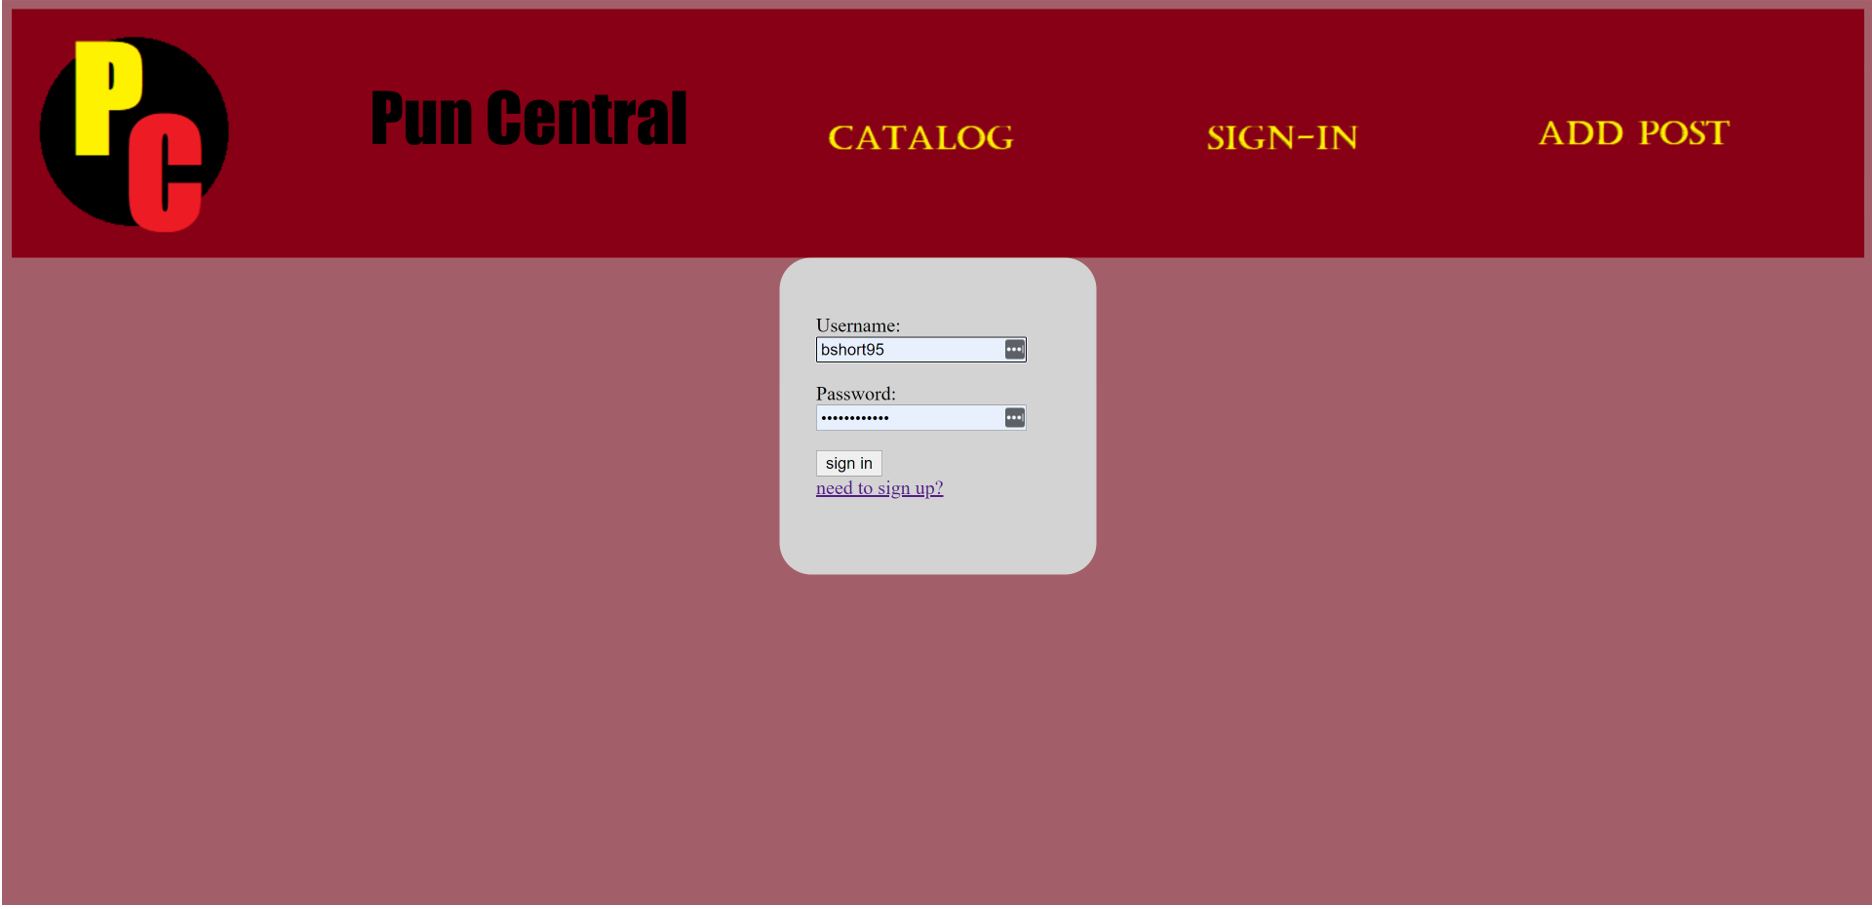 PC
Pun Central
CATALOG
SIGN-IN
ADD POST
Username:
bshort95
Password:
••••••••••••
sign in
need to sign up?